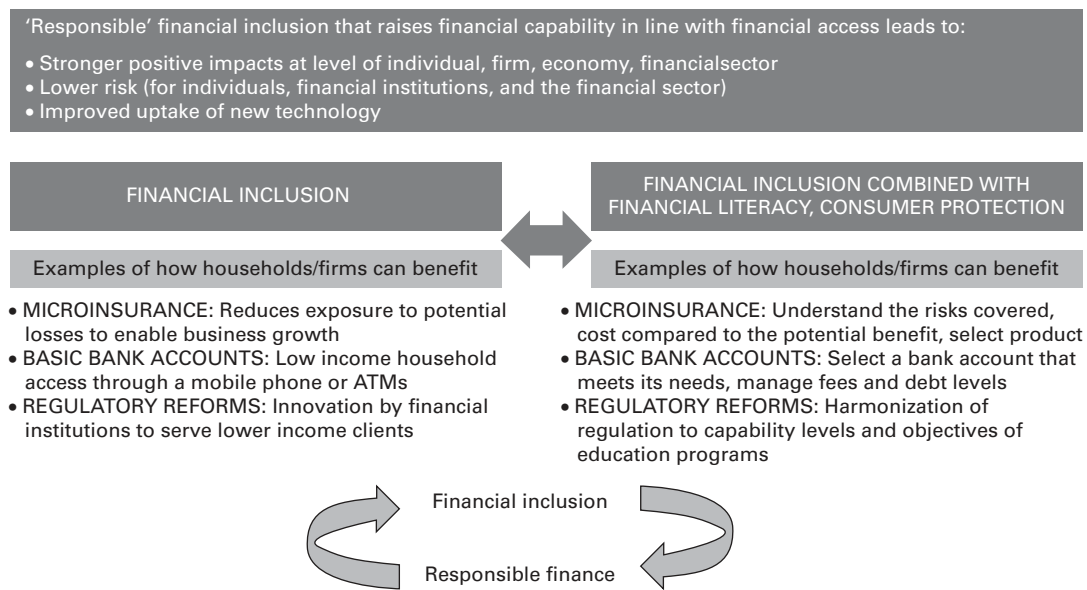 ‘Responsible’ financial inclusion that raises financial capability in line with financial access leads to:
• Stronger positive impacts at level of individual, firm, economy, financialsector
• Lower risk (for individuals, financial institutions, and the financial sector)
• Improved uptake of new technology
FINANCIAL INCLUSION
Examples of how households/firms can benefit
• MICROINSURANCE: Reduces exposure to potential
losses to enable business growth
• BASIC BANK ACCOUNTS: Low income household
access through a mobile phone or ATMs
• REGULATORY REFORMS: Innovation by financial
institutions to serve lower income clients
FINANCIAL INCLUSION COMBINED WITH
FINANCIAL LITERACY, CONSUMER PROTECTION
Examples of how households/firms can benefit
• MICROINSURANCE: Understand the risks covered,
cost compared to the potential benefit, select product
• BASIC BANK ACCOUNTS: Select a bank account that
meets its needs, manage fees and debt levels
• REGULATORY REFORMS: Harmonization of
regulation to capability levels and objectives of
education programs
Financial inclusion
Responsible finance